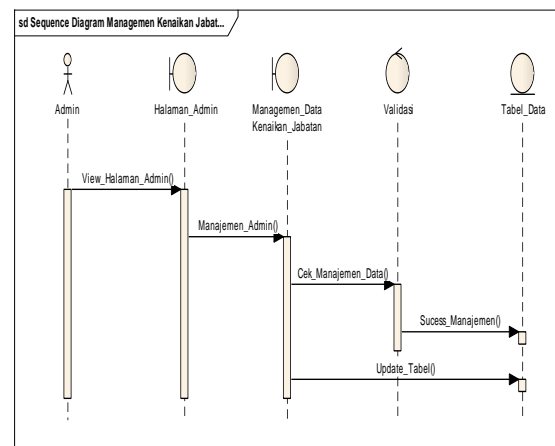 sd Sequence Diagram Managemen Kenaikan Jabat...
Admin
Halaman_Admin
Managemen_Data
Kenaikan_Jabatan
Validasi
Tabel_Data
View_Halaman_Admin()
Manajemen_Admin()
Cek_Manajemen_Data()
Sucess_Manajemen()
Update_Tabel()